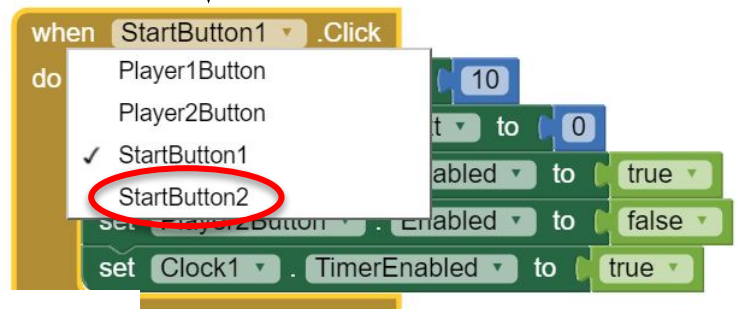 when StartButton1 .Click
do 10
Player1Button
Player2Button
to 0
✓ StartButton1
abled to true
StartButton2
set Player2Button . Enabled to false
set Clock1 . TimerEnabled to true